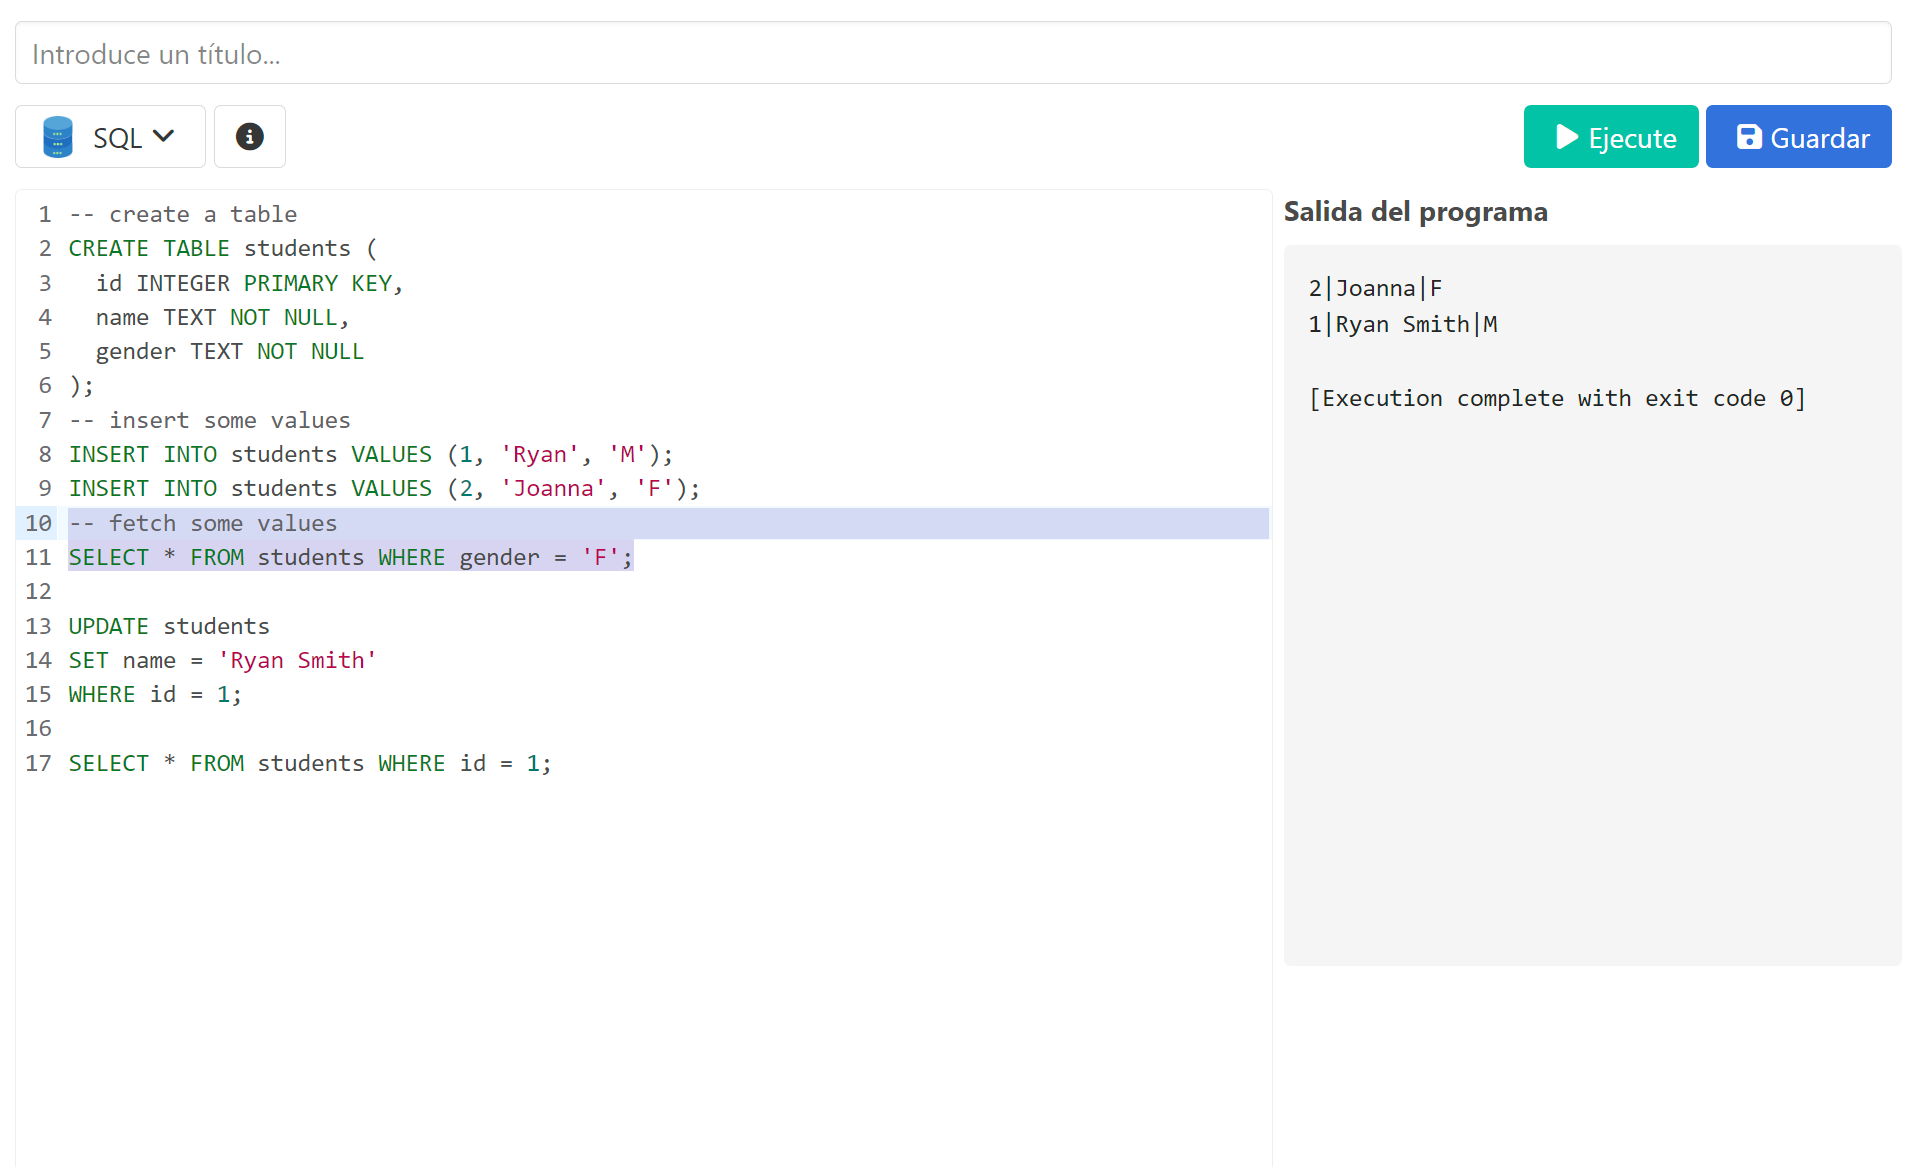 Introduce un título...
SQL
Ejecute
Guardar
1 -- create a table
2 CREATE TABLE students (
3   id INTEGER PRIMARY KEY,
4   name TEXT NOT NULL,
5   gender TEXT NOT NULL
6 );
7 -- insert some values
8 INSERT INTO students VALUES (1, 'Ryan', 'M');
9 INSERT INTO students VALUES (2, 'Joanna', 'F');
10 -- fetch some values
11 SELECT * FROM students WHERE gender = 'F';
12
13 UPDATE students
14 SET name = 'Ryan Smith'
15 WHERE id = 1;
16
17 SELECT * FROM students WHERE id = 1;
Salida del programa
2|Joanna|F
1|Ryan Smith|M
[Execution complete with exit code 0]